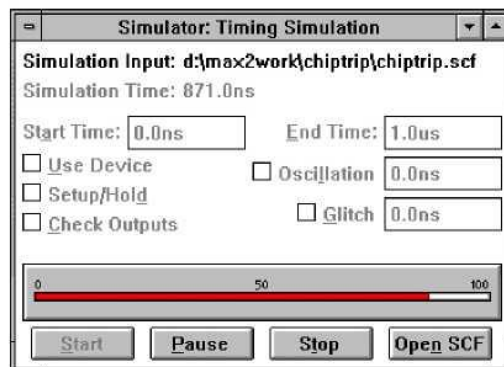 Simulator: Timing Simulation
Simulation Input: d:\max2work\chiptrip\chiptrip.scf
Simulation Time: 871.0ns
Start Time: 0.0ns End Time: 1.0us
Use Device
Oscillation 0.0ns
Setup/Hold
Glitch 0.0ns
Check Outputs
0 50 100
Start Pause Stop Open SCF